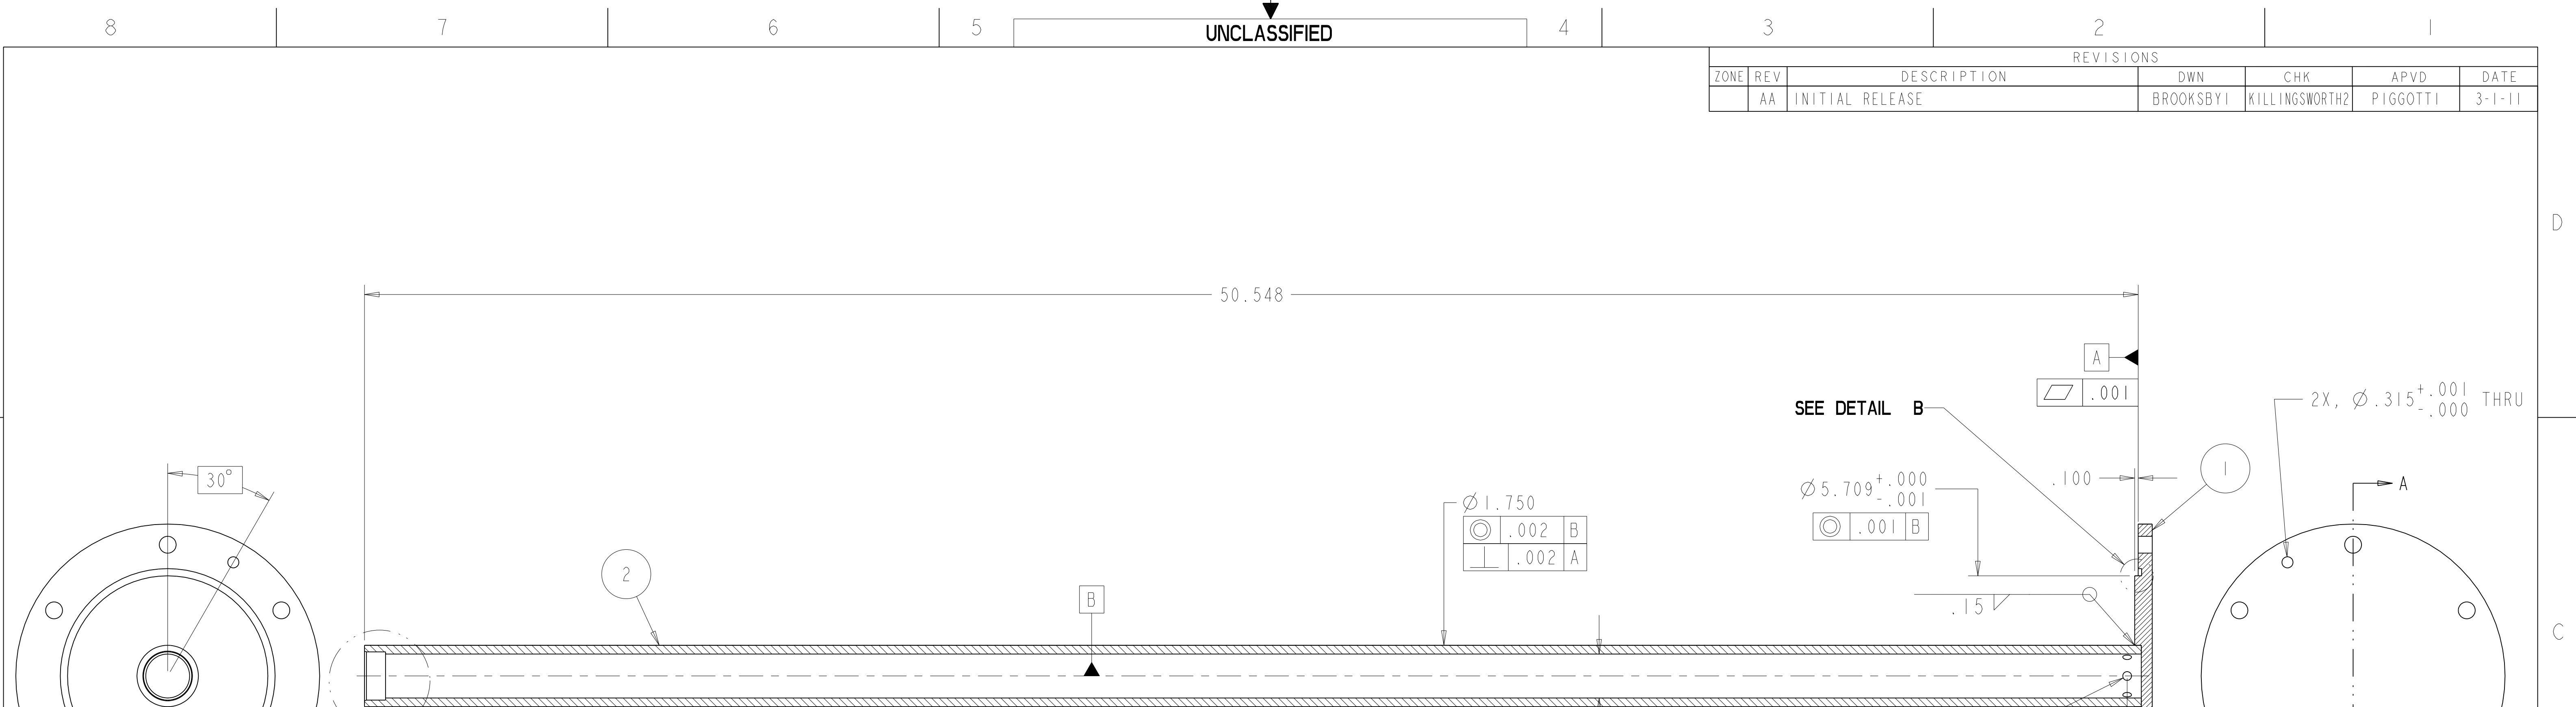 8 7 6 5 4 3 2 1
UNCLASSIFIED
REVISIONS
ZONE REV DESCRIPTION DWN CHK APVD DATE
AA INITIAL RELEASE BROOKSBY1 KILLINGSWORTH2 PIGGOTT1 3-1-11
D
50.548
A
.001
SEE DETAIL B
2X, Ø.315 +.001 -.000 THRU
30°
.100
1
A
Ø5.709 +.000 -.001
.001 B
Ø1.750
.002 B
.002 A
2
B
.15
C